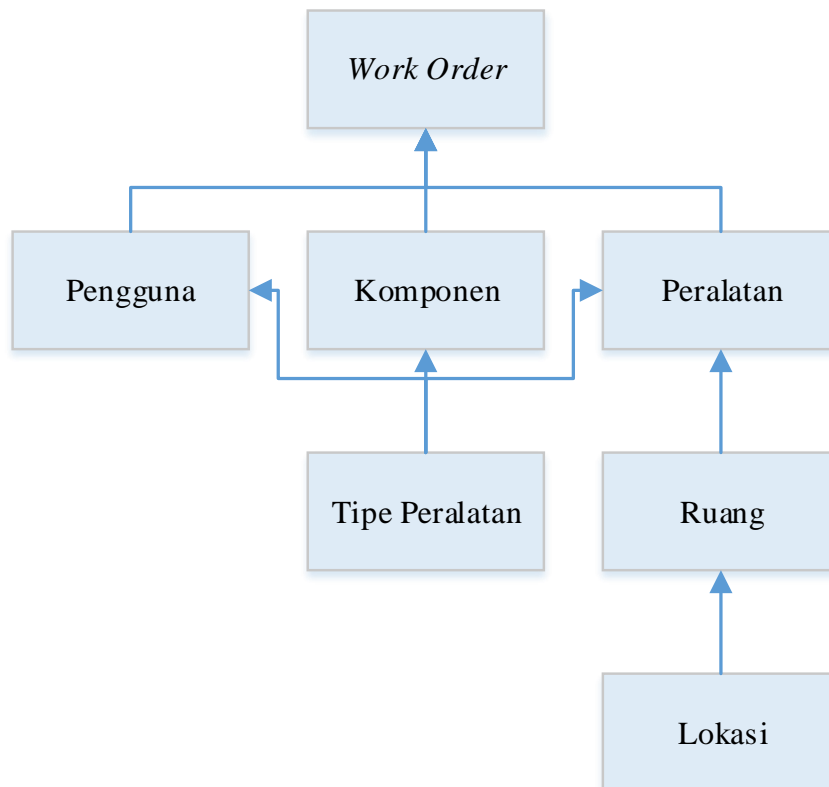 Work Order
Pengguna
Komponen
Peralatan
Tipe Peralatan
Ruang
Lokasi